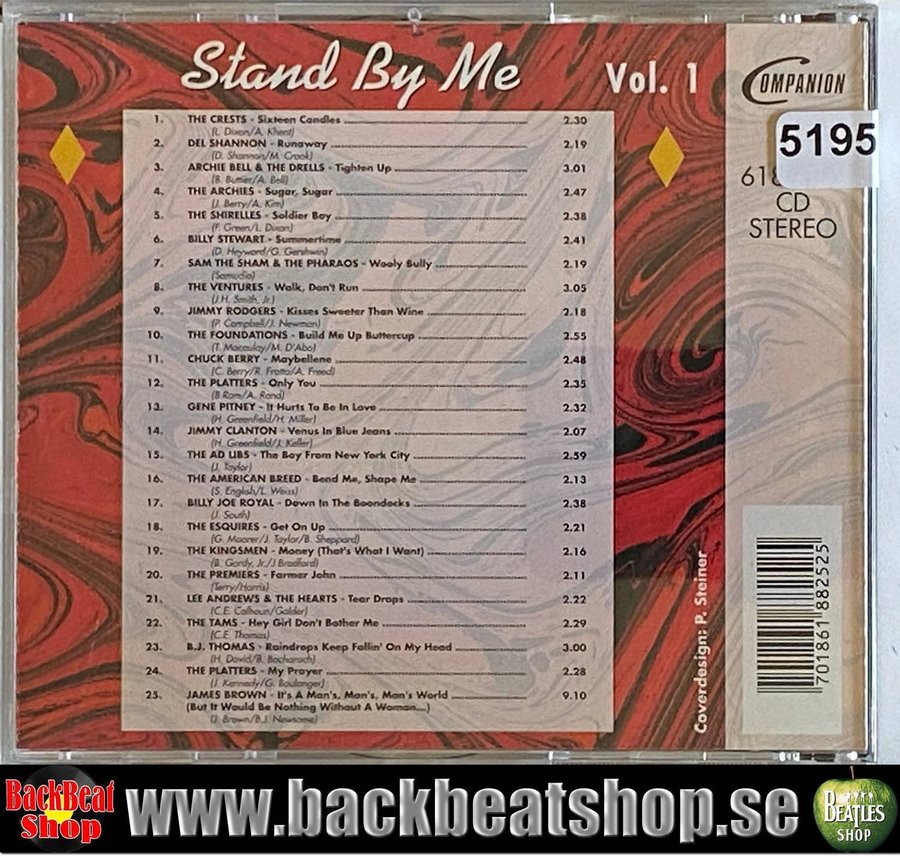 Stand By Me Vol. 1
COMPANION
5195
618
CD
STEREO
1. THE CRESTS - Sixteen Candles 2.30
(L. Dixon/A. Khent)
2. DEL SHANNON - Runaway 2.19
(D. Shannon/M. Crook)
3. ARCHIE BELL & THE DRELLS - Tighten Up 3.01
(B. Buttier/A. Bell)
4. THE ARCHIES - Sugar, Sugar 2.47
(J. Berry/A. Kim)
5. THE SHIRELLES - Soldier Boy 2.38
(F. Green/L. Dixon)
6. BILLY STEWART - Summertime 2.41
(D. Heyward/G. Gershwin)
7. SAM THE SHAM & THE PHARAOS - Wooly Bully 2.19
(Samudio)
8. THE VENTURES - Walk, Don't Run 3.05
(J.H. Smith, Jr.)
9. JIMMY RODGERS - Kisses Sweeter Than Wine 2.18
(P. Campbell/J. Newman)
10. THE FOUNDATIONS - Build Me Up Buttercup 2.55
(T. Macaulay/M. D'Abo)
11. CHUCK BERRY - Maybellene 2.48
(C. Berry/R. Fratto/A. Freed)
12. THE PLATTERS - Only You 2.35
(B.Ram/A. Rand)
13. GENE PITNEY - It Hurts To Be In Love 2.32
(H. Greenfield/H. Miller)
14. JIMMY CLANTON - Venus In Blue Jeans 2.07
(H. Greenfield/J. Keller)
15. THE AD LIBS - The Boy From New York City 2.59
(J. Taylor)
16. THE AMERICAN BREED - Bend Me, Shape Me 2.13
(S. English/L. Weiss)
17. BILLY JOE ROYAL - Down In The Boondocks 2.38
(J. South)
18. THE ESQUIRES - Get On Up 2.21
(G. Moorer/J. Taylor/B. Sheppard)
19. THE KINGSMEN - Money (That's What I Want) 2.16
(B. Gordy, Jr./J.Bradford)
20. THE PREMIERS - Farmer John 2.11
(Terry/Harris)
21. LEE ANDREWS & THE HEARTS - Tear Drops 2.22
(C.E. Calhoun/Golder)
22. THE TAMS - Hey Girl Don't Bother Me 2.29
(C.E. Thomas)
23. B.J. THOMAS - Raindrops Keep Fallin' On My Head 3.00
(H. David/B. Bacharach)
24. THE PLATTERS - My Prayer 2.28
(J. Kennedy/G. Boulanger)
25. JAMES BROWN - It's A Man's, Man's, Man's World 9.10
(But It Would Be Nothing Without A Woman...)
(J. Brown/B.J. Newsome)
Coverdesign: P. Steiner
7 01861 882525
BackBeat
Shop
www.backbeatshop.se
BEATLES
SHOP